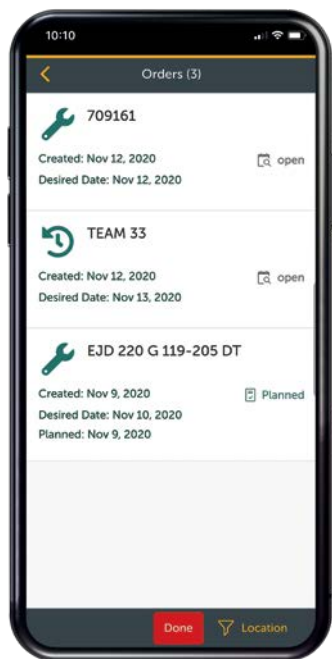 10:10
Orders (3)
709161
Created: Nov 12, 2020
open
Desired Date: Nov 12, 2020
TEAM 33
Created: Nov 12, 2020
open
Desired Date: Nov 13, 2020
EJD 220 G 119-205 DT
Created: Nov 9, 2020
Planned
Desired Date: Nov 10, 2020
Planned: Nov 9, 2020
Done
Location